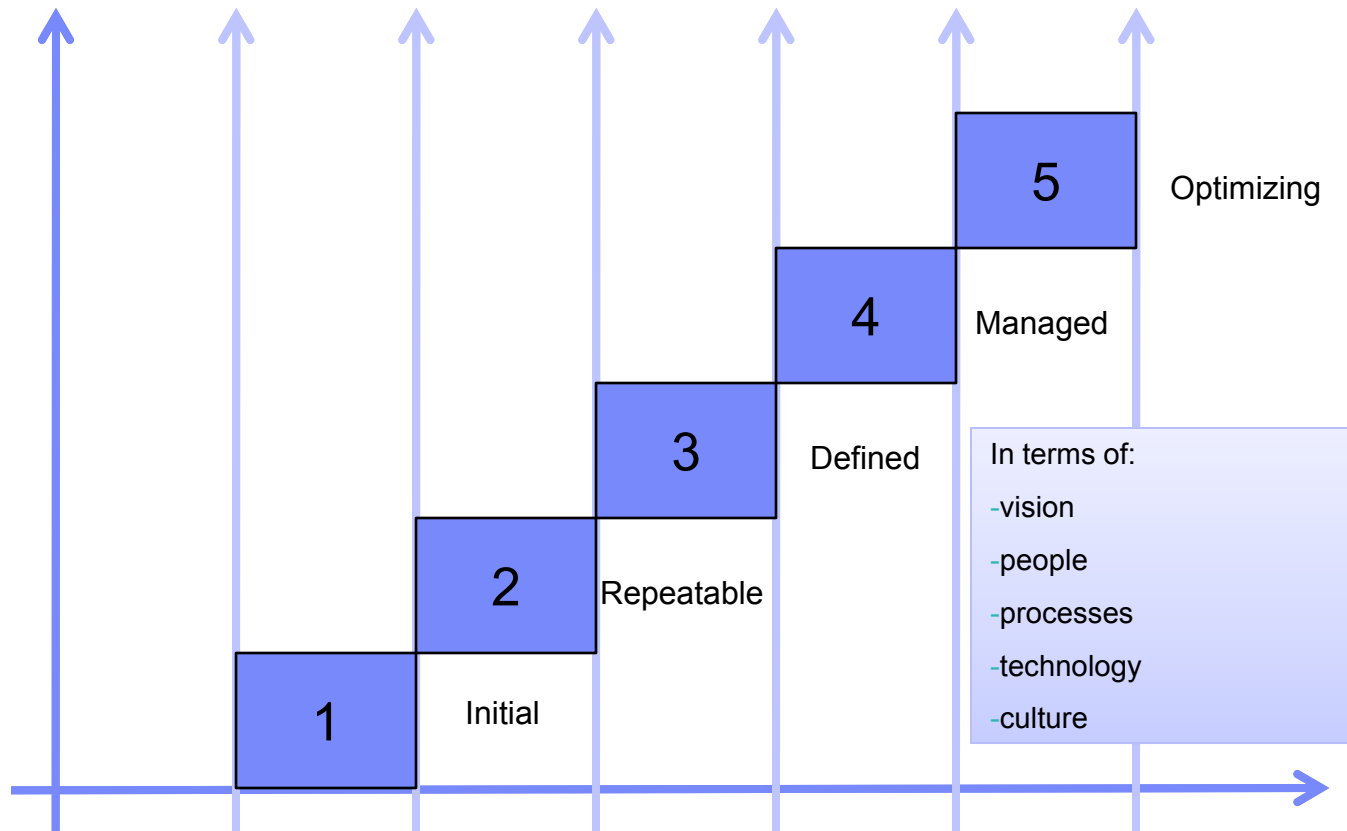 5
Optimizing
4
Managed
3
Defined
In terms of:
-vision
-people
-processes
-technology
-culture
2
Repeatable
1
Initial